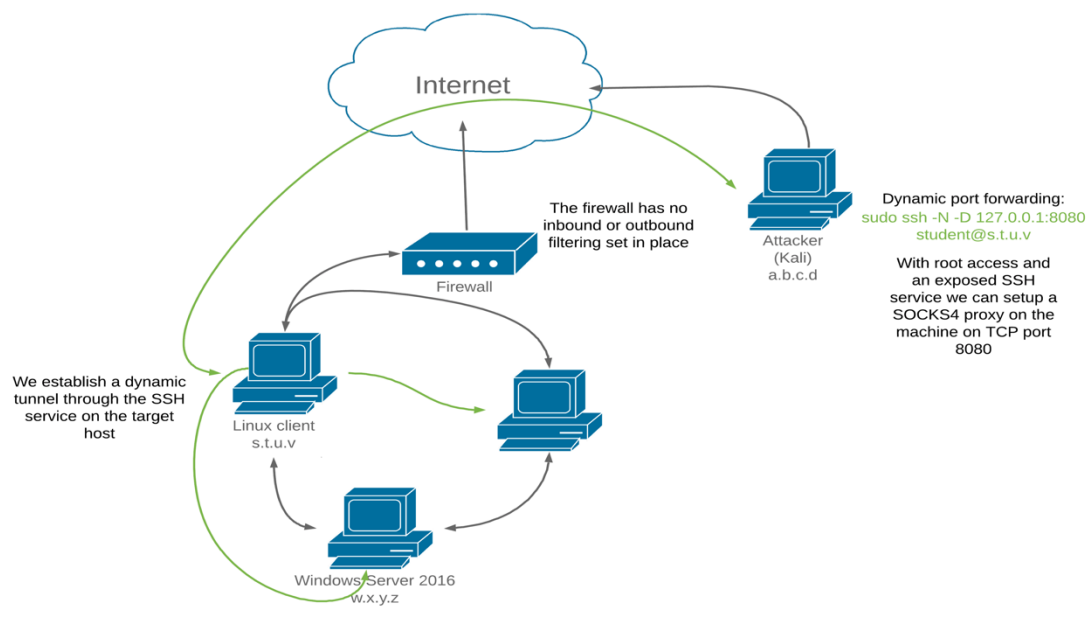 Internet
The firewall has no
inbound or outbound
filtering set in place
Firewall
Attacker
(Kali)
a.b.c.d
Dynamic port forwarding:
sudo ssh -N -D 127.0.0.1:8080
student@s.t.u.v
With root access and
an exposed SSH
service we can setup a
SOCKS4 proxy on the
machine on TCP port
8080
We establish a dynamic
tunnel through the SSH
service on the target
host
Linux client
s.t.u.v
Windows Server 2016
w.x.y.z